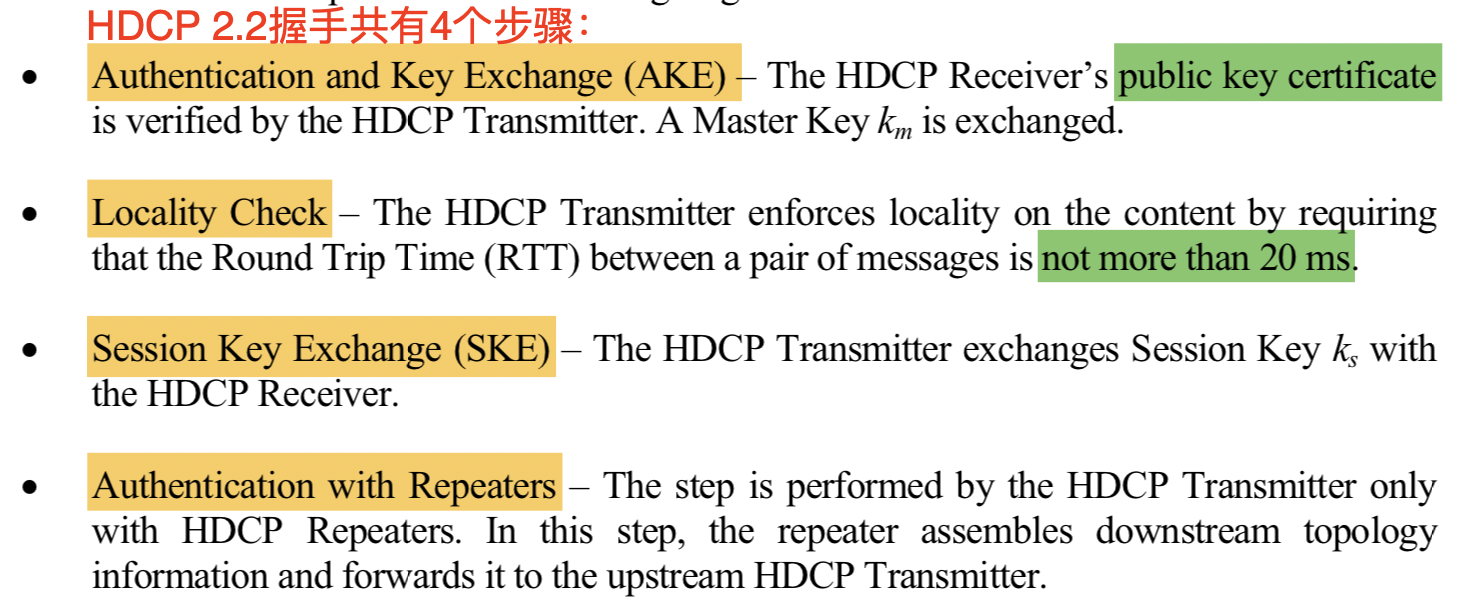 HDCP 2.2握手共有4个步骤：
• Authentication and Key Exchange (AKE) – The HDCP Receiver’s public key certificate
is verified by the HDCP Transmitter. A Master Key kₘ is exchanged.
• Locality Check – The HDCP Transmitter enforces locality on the content by requiring
that the Round Trip Time (RTT) between a pair of messages is not more than 20 ms.
• Session Key Exchange (SKE) – The HDCP Transmitter exchanges Session Key kₛ with
the HDCP Receiver.
• Authentication with Repeaters – The step is performed by the HDCP Transmitter only
with HDCP Repeaters. In this step, the repeater assembles downstream topology
information and forwards it to the upstream HDCP Transmitter.